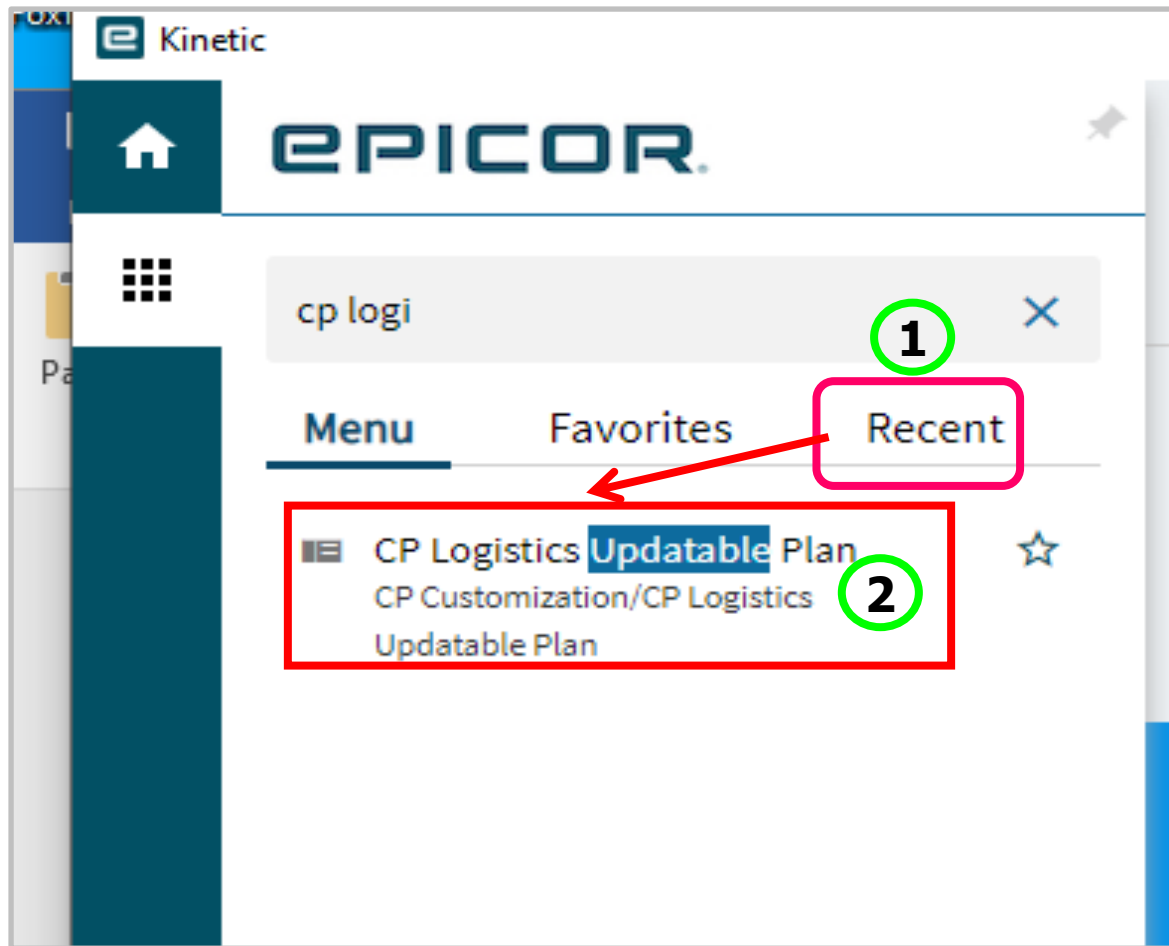 Kinetic
EPICOR
cp logi
1
Menu Favorites Recent
CP Logistics Updatable Plan
CP Customization/CP Logistics
2
Updatable Plan